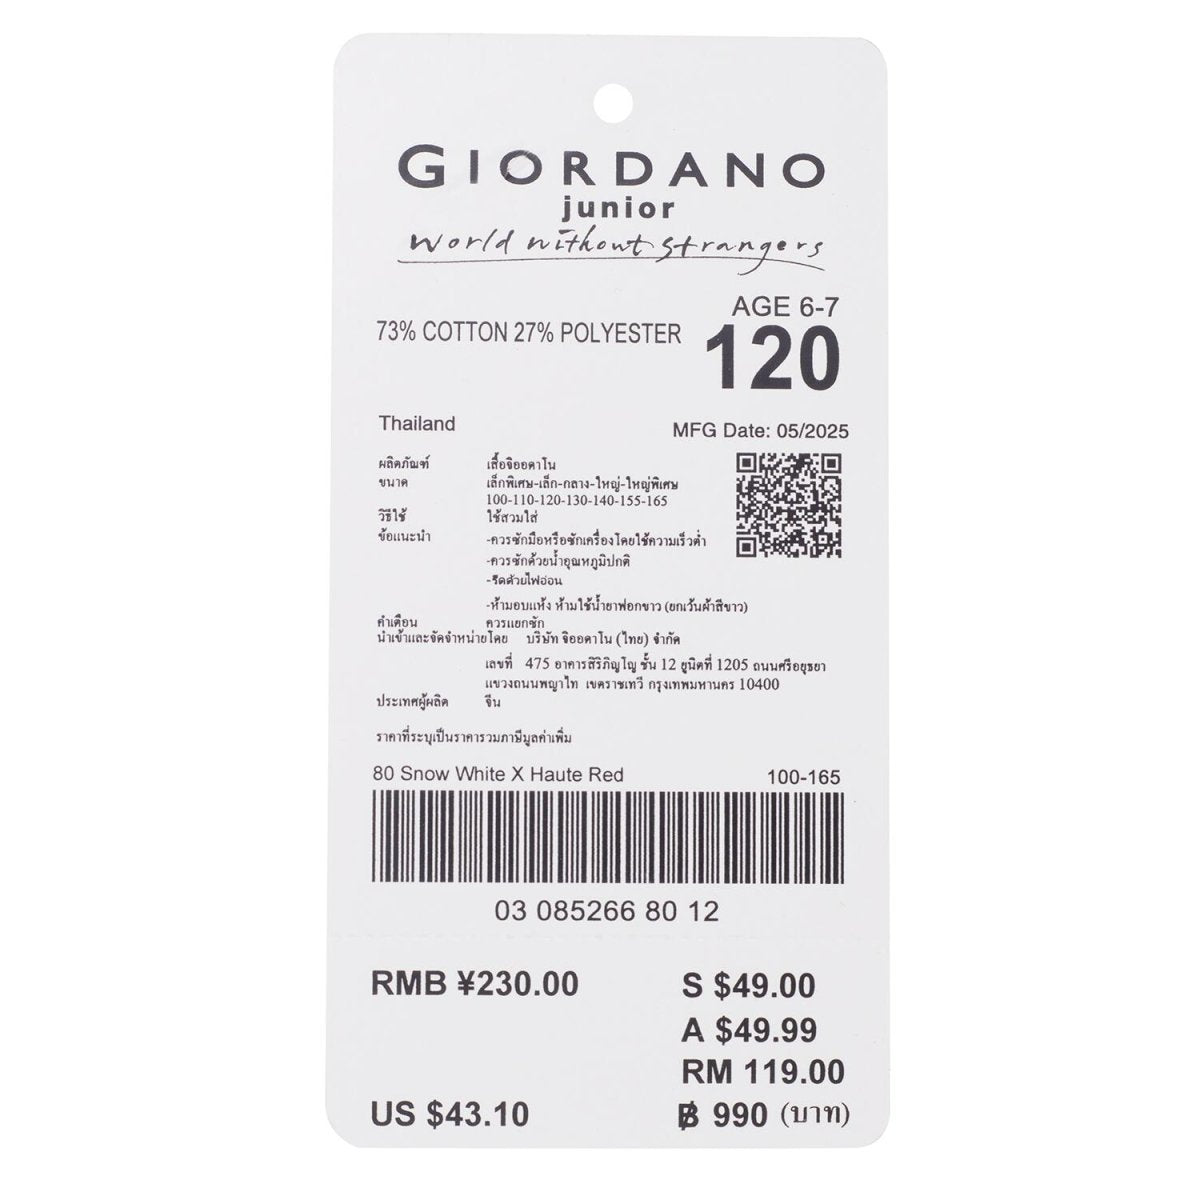 GIORDANO
junior
World without strangers
AGE 6-7
73% COTTON 27% POLYESTER
120
Thailand
MFG Date: 05/2025
ผลิตภัณฑ์ เสื้อจิออดาโน
ขนาด เล็กพิเศษ-เล็ก-กลาง-ใหญ่-ใหญ่พิเศษ
100-110-120-130-140-155-165
วิธีใช้ ใช้สวมใส่
ข้อแนะนำ -ควรซักมือหรือซักเครื่องโดยใช้ความเร็วต่ำ
-ควรซักด้วยน้ำอุณหภูมิปกติ
-รีดด้วยไฟอ่อน
-ห้ามอบแห้ง ห้ามใช้น้ำยาฟอกขาว (ยกเว้นผ้าสีขาว)
คำเตือน ควรแยกซัก
นำเข้าและจัดจำหน่ายโดย บริษัท จิออดาโน (ไทย) จำกัด
เลขที่ 475 อาคารสิริภิญโญ ชั้น 12 ยูนิตที่ 1205 ถนนศรีอยุธยา
แขวงถนนพญาไท เขตราชเทวี กรุงเทพมหานคร 10400
ประเทศผู้ผลิต จีน
ราคาที่ระบุเป็นราคารวมภาษีมูลค่าเพิ่ม
80 Snow White X Haute Red 100-165
03 085266 80 12
RMB ¥230.00 S $49.00
A $49.99
RM 119.00
US $43.10 ฿ 990 (บาท)